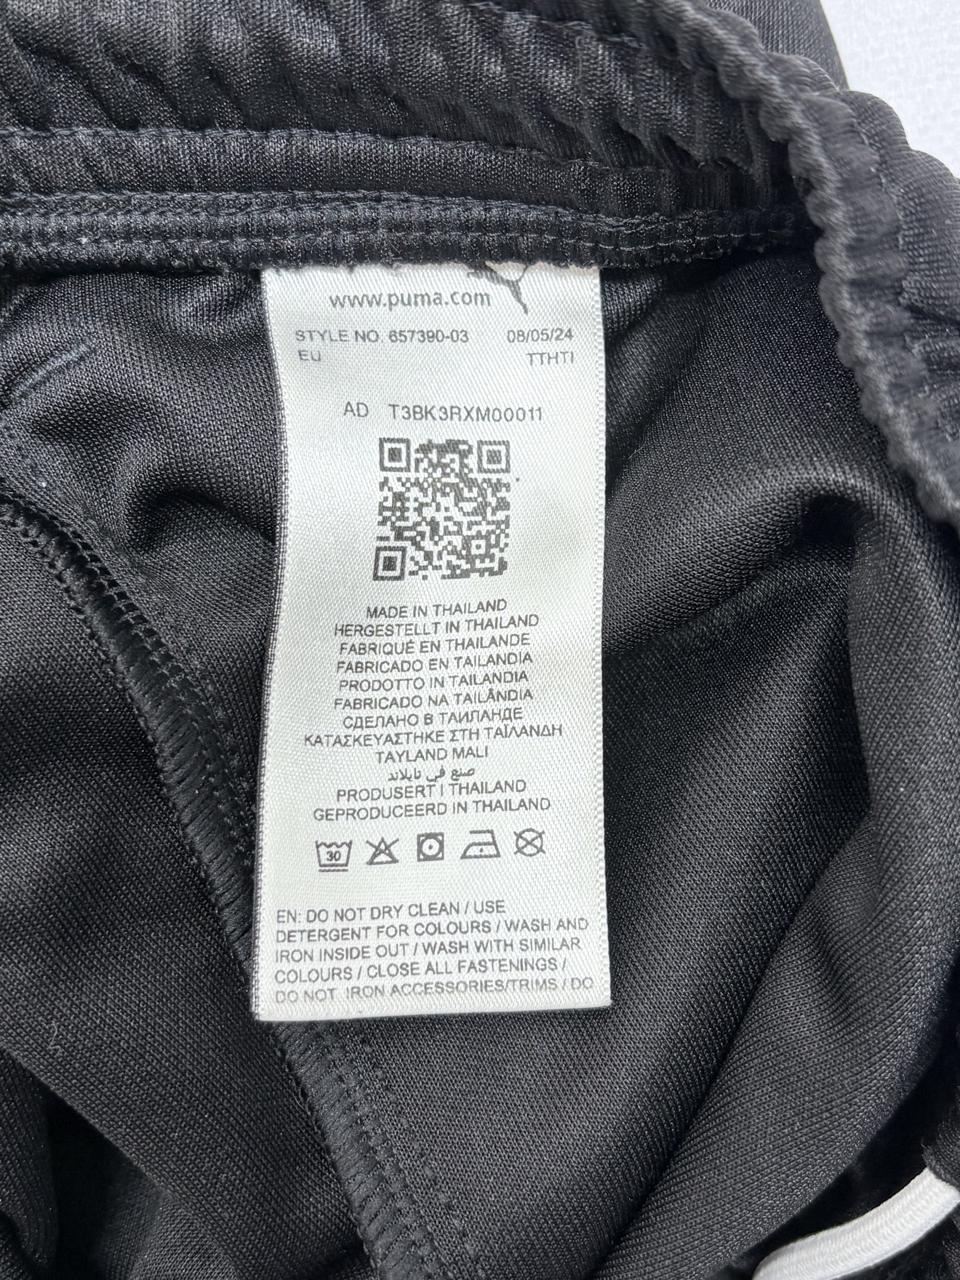 www.puma.com
STYLE NO. 657390-03 08/05/24
EU TTHTI
AD T3BK3RXM00011
MADE IN THAILAND
HERGESTELLT IN THAILAND
FABRIQUÉ EN THAILANDE
FABRICADO EN TAILANDIA
PRODOTTO IN TAILANDIA
FABRICADO NA TAILÂNDIA
СДЕЛАНО В ТАИЛАНДЕ
ΚΑΤΑΣΚΕΥΑΣΤΗΚΕ ΣΤΗ ΤΑΪΛΑΝΔΗ
TAYLAND MALI
صنع في تايلاند
PRODUSERT I THAILAND
GEPRODUCEERD IN THAILAND
30
EN: DO NOT DRY CLEAN / USE
DETERGENT FOR COLOURS / WASH AND
IRON INSIDE OUT / WASH WITH SIMILAR
COLOURS / CLOSE ALL FASTENINGS /
DO NOT IRON ACCESSORIES/TRIMS / DO